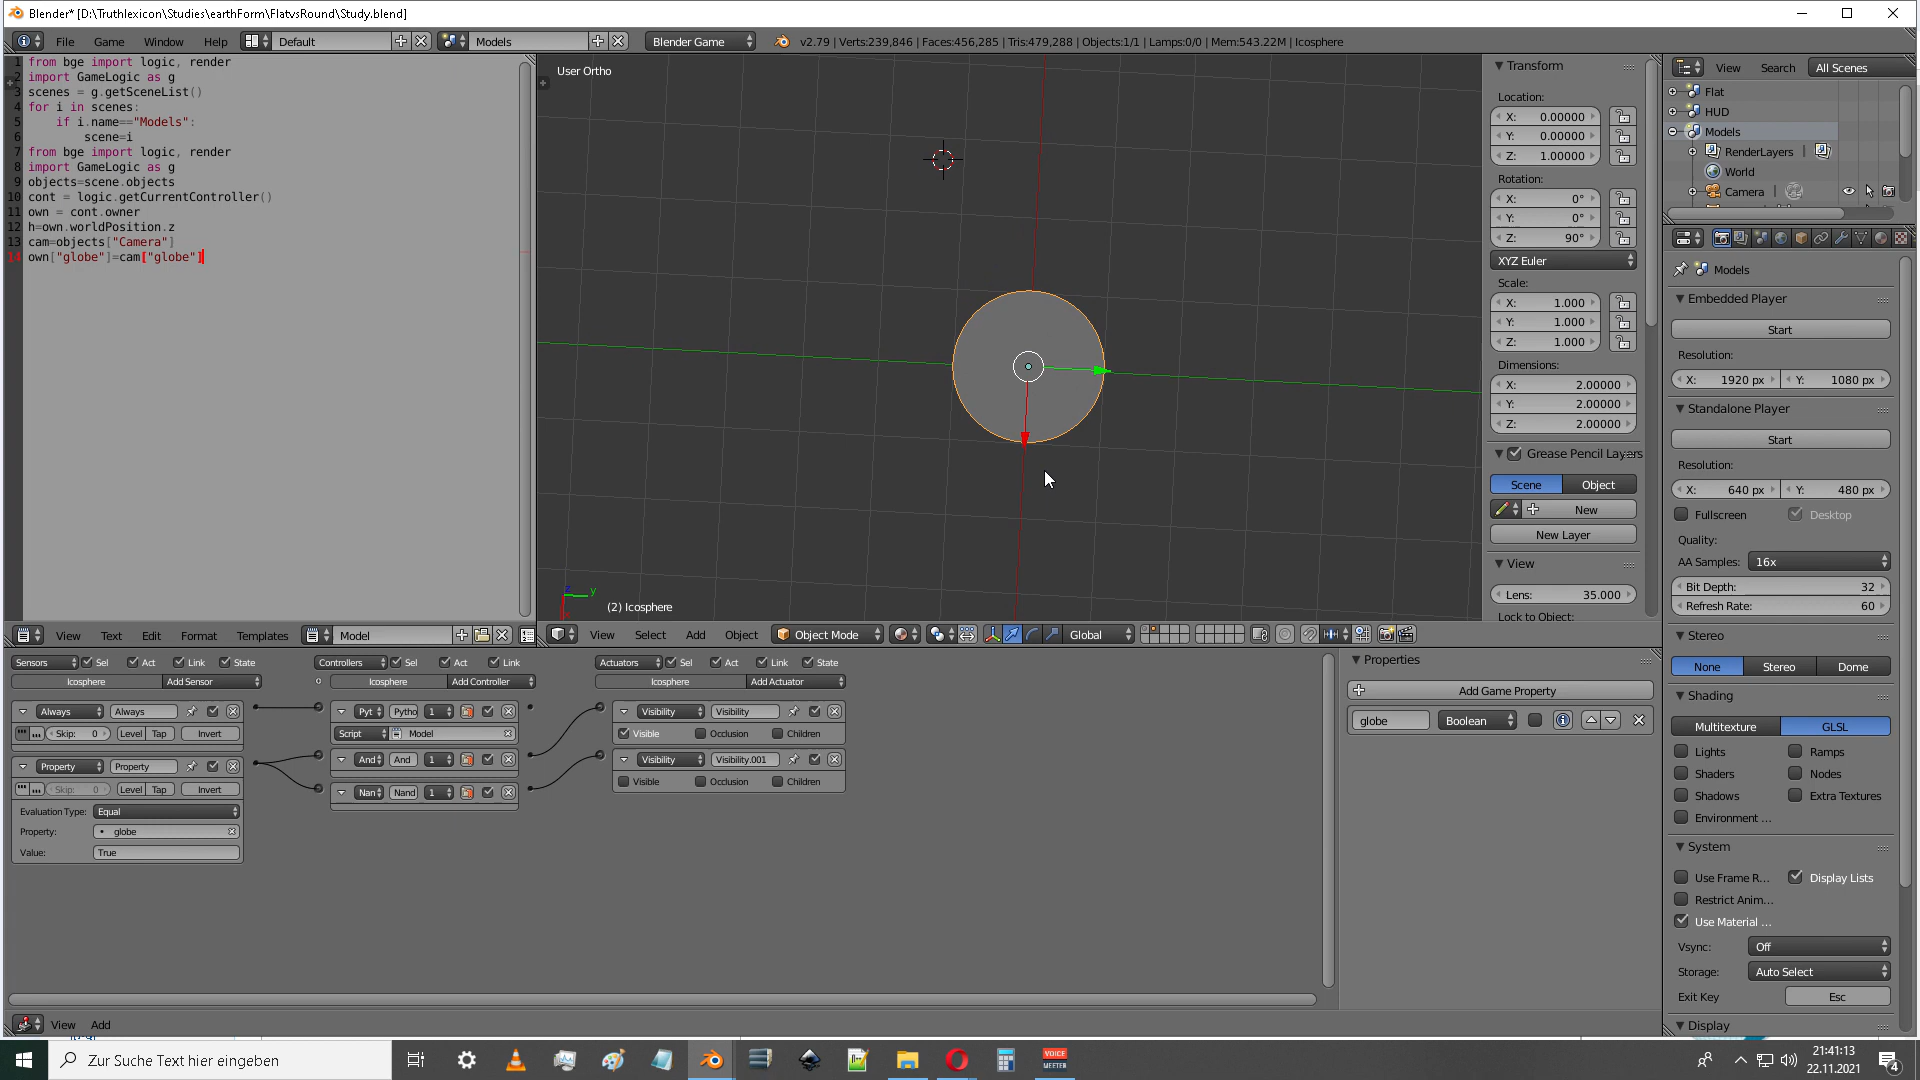 Blender* [D:\Truthlexicon\Studies\earthForm\FlatvsRound\Study.blend]
File Game Window Help Default Models Blender Game v2.79 | Verts:239,846 | Faces:456,285 | Tris:479,288 | Objects:1/1 | Lamps:0/0 | Mem:543.22M | Icosphere
1 from bge import logic, render
2 import GameLogic as g
3 scenes = g.getSceneList()
4 for i in scenes:
5 if i.name=="Models":
6 scene=i
7 from bge import logic, render
8 import GameLogic as g
9 objects=scene.objects
10 cont = logic.getCurrentController()
11 own = cont.owner
12 h=own.worldPosition.z
13 cam=objects["Camera"]
14 own["globe"]=cam["globe"]
View Text Edit Format Templates Model
User Ortho
z y
(2) Icosphere
View Select Add Object Object Mode Global
Transform
Location:
X: 0.00000
Y: 0.00000
Z: 1.00000
Rotation:
X: 0°
Y: 0°
Z: 90°
XYZ Euler
Scale:
X: 1.000
Y: 1.000
Z: 1.000
Dimensions:
X: 2.00000
Y: 2.00000
Z: 2.00000
Grease Pencil Layers
Scene Object
New
New Layer
View
Lens: 35.000
Lock to Object:
View Search All Scenes
Flat
HUD
Models
RenderLayers |
World
Camera |
Models
Embedded Player
Start
Resolution:
X: 1920 px Y: 1080 px
Standalone Player
Start
Resolution:
X: 640 px Y: 480 px
Fullscreen Desktop
Quality:
AA Samples: 16x
Bit Depth: 32
Refresh Rate: 60
Stereo
None Stereo Dome
Shading
Multitexture GLSL
Lights Ramps
Shaders Nodes
Shadows Extra Textures
Environment ...
System
Use Frame R... Display Lists
Restrict Anim...
Use Material ...
Vsync: Off
Storage: Auto Select
Exit Key Esc
Display
Sensors Sel Act Link State
Icosphere Add Sensor
Always Always
Skip: 0 Level Tap Invert
Property Property
Skip: 0 Level Tap Invert
Evaluation Type: Equal
Property: globe
Value: True
Controllers Sel Act Link
Icosphere Add Controller
Pyt Pytho 1
Script Model
And And 1
Nan Nand 1
Actuators Sel Act Link State
Icosphere Add Actuator
Visibility Visibility
Visible Occlusion Children
Visibility Visibility.001
Visible Occlusion Children
Properties
Add Game Property
globe Boolean
View Add
Zur Suche Text hier eingeben
VOICE MEETER
21:41:13
22.11.2021
4